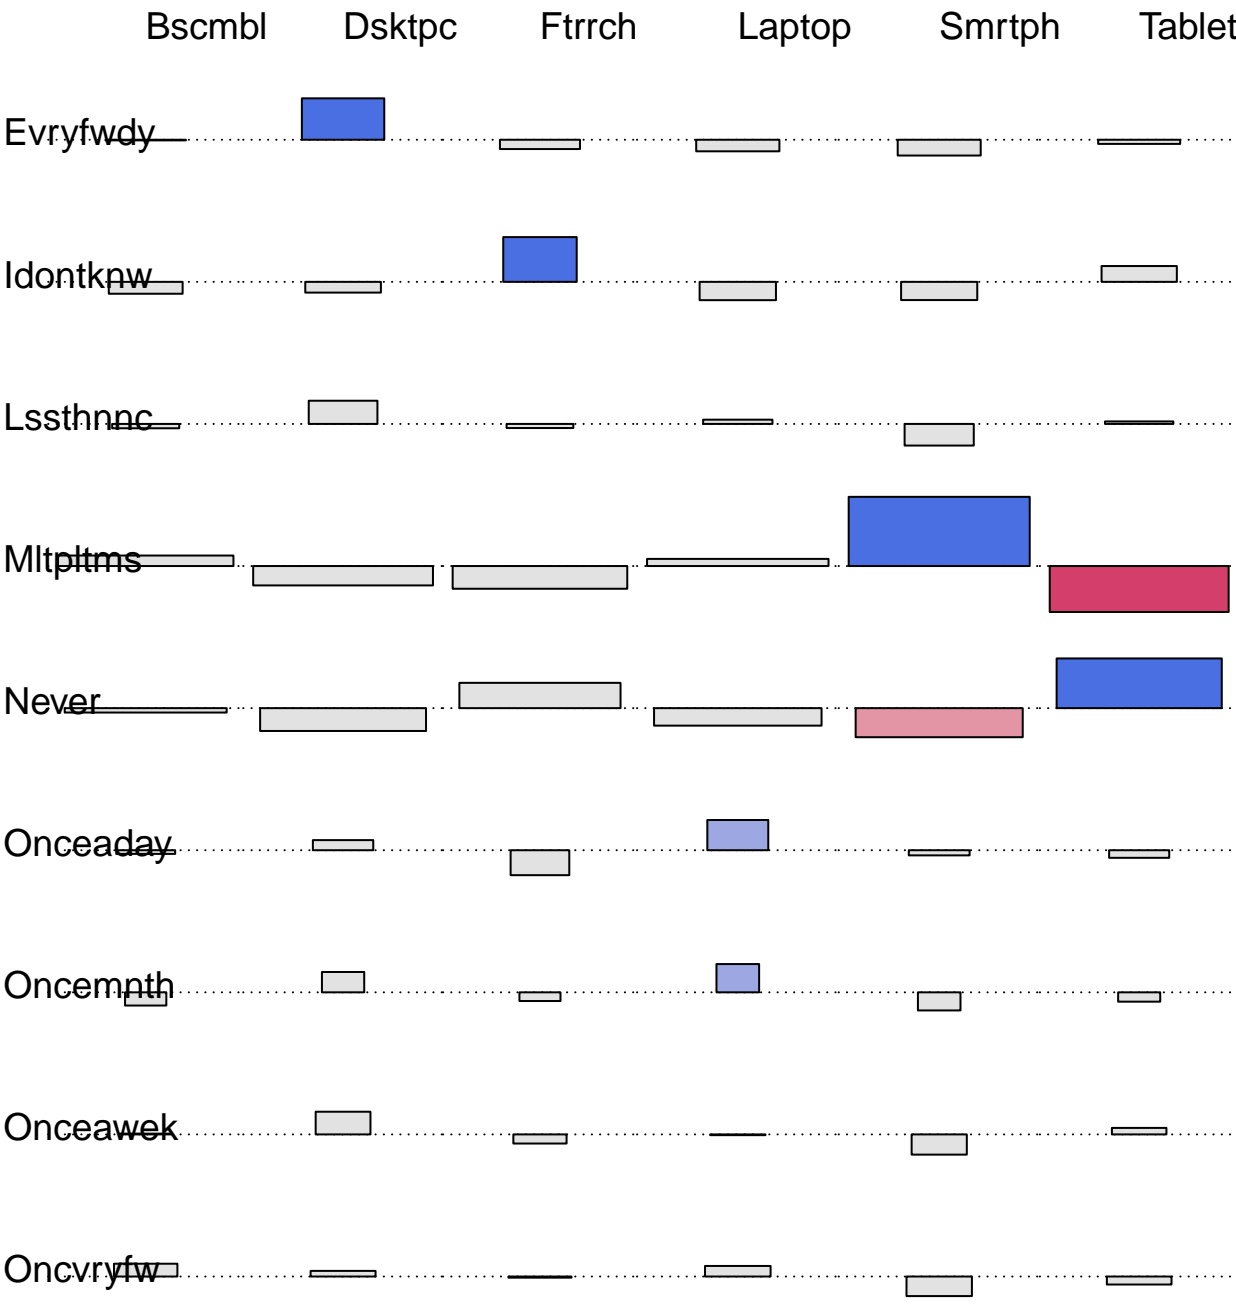 Bscmbl Dsktpc Ftrrch Laptop Smrtph Tablet
Evryfwdy
Idontknw
Lssthnnc
Mltpltms
Never
Onceaday
Oncemnth
Onceawek
Oncvryfw